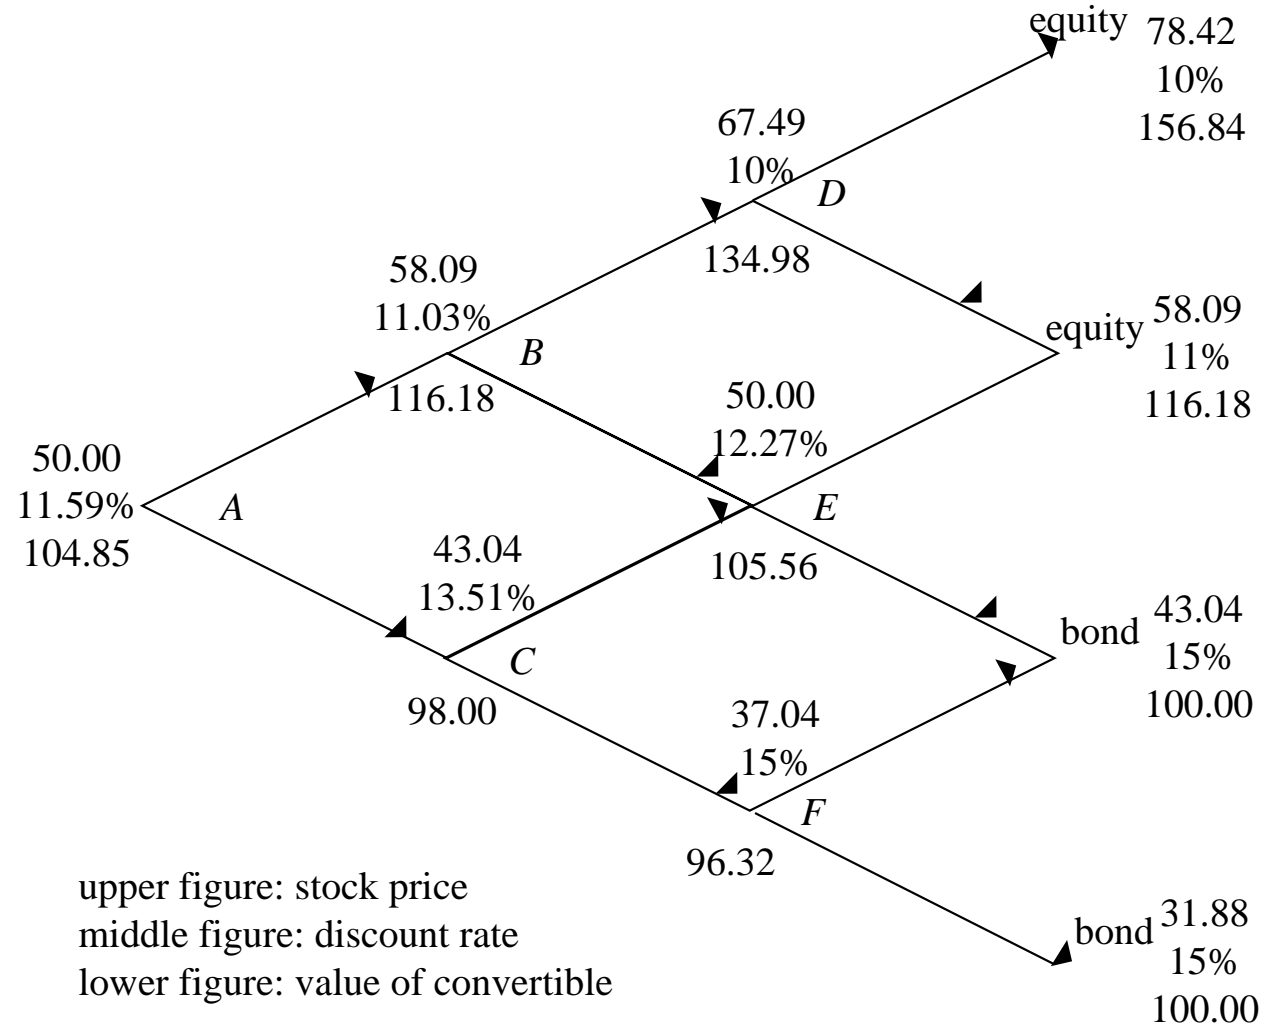 equity 78.42
10%
156.84
67.49
10%
D
134.98
58.09
11.03%
B
116.18
equity 58.09
11%
116.18
50.00
12.27%
E
105.56
50.00
11.59%
104.85
A
43.04
13.51%
C
98.00
bond 43.04
15%
100.00
37.04
15%
F
96.32
bond 31.88
15%
100.00
upper figure: stock price
middle figure: discount rate
lower figure: value of convertible